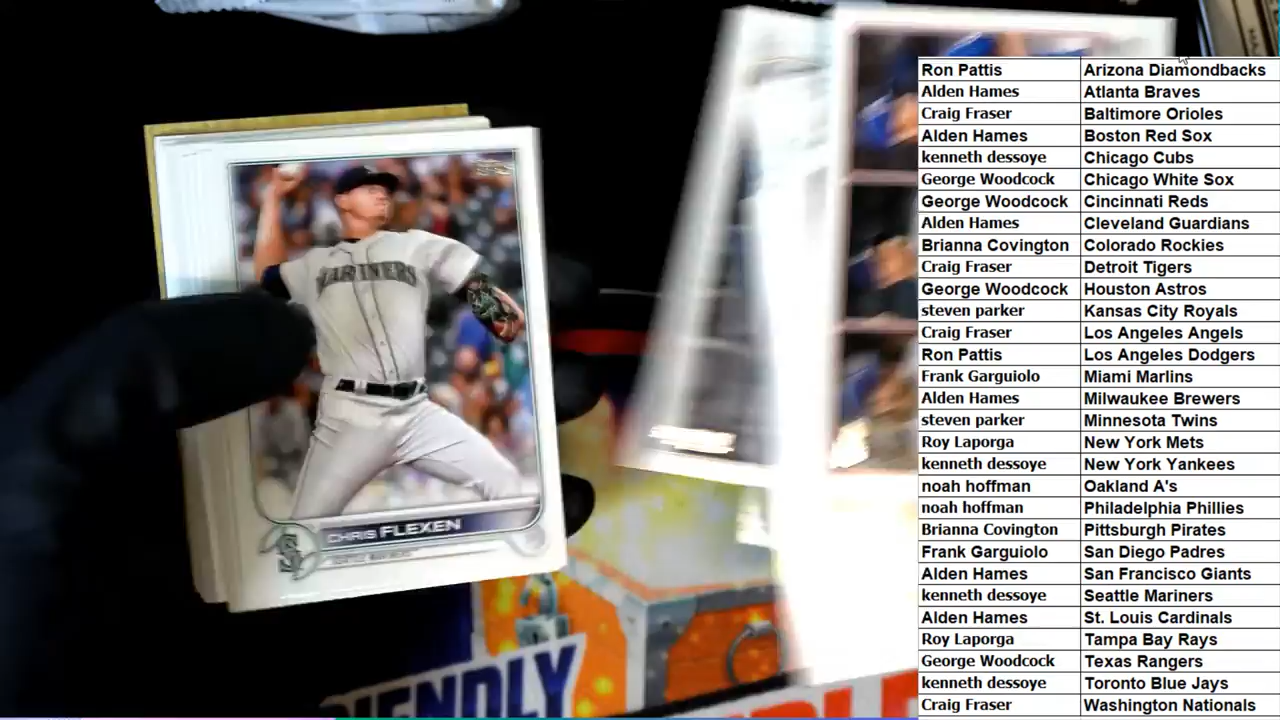 MARINERS
CHRIS FLEXEN
Ron Pattis Arizona Diamondbacks
Alden Hames Atlanta Braves
Craig Fraser Baltimore Orioles
Alden Hames Boston Red Sox
kenneth dessoye Chicago Cubs
George Woodcock Chicago White Sox
George Woodcock Cincinnati Reds
Alden Hames Cleveland Guardians
Brianna Covington Colorado Rockies
Craig Fraser Detroit Tigers
George Woodcock Houston Astros
steven parker Kansas City Royals
Craig Fraser Los Angeles Angels
Ron Pattis Los Angeles Dodgers
Frank Garguiolo Miami Marlins
Alden Hames Milwaukee Brewers
steven parker Minnesota Twins
Roy Laporga New York Mets
kenneth dessoye New York Yankees
noah hoffman Oakland A's
noah hoffman Philadelphia Phillies
Brianna Covington Pittsburgh Pirates
Frank Garguiolo San Diego Padres
Alden Hames San Francisco Giants
kenneth dessoye Seattle Mariners
Alden Hames St. Louis Cardinals
Roy Laporga Tampa Bay Rays
George Woodcock Texas Rangers
kenneth dessoye Toronto Blue Jays
Craig Fraser Washington Nationals